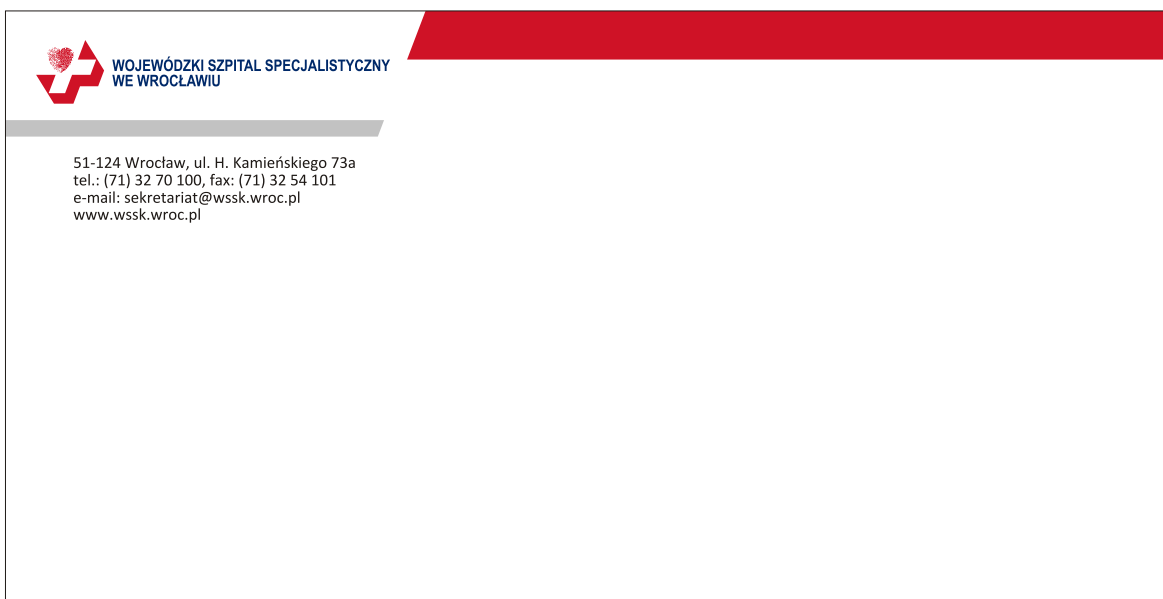 WOJEWÓDZKI SZPITAL SPECJALISTYCZNY
WE WROCŁAWIU
51-124 Wrocław, ul. H. Kamieńskiego 73a
tel.: (71) 32 70 100, fax: (71) 32 54 101
e-mail: sekretariat@wssk.wroc.pl
www.wssk.wroc.pl